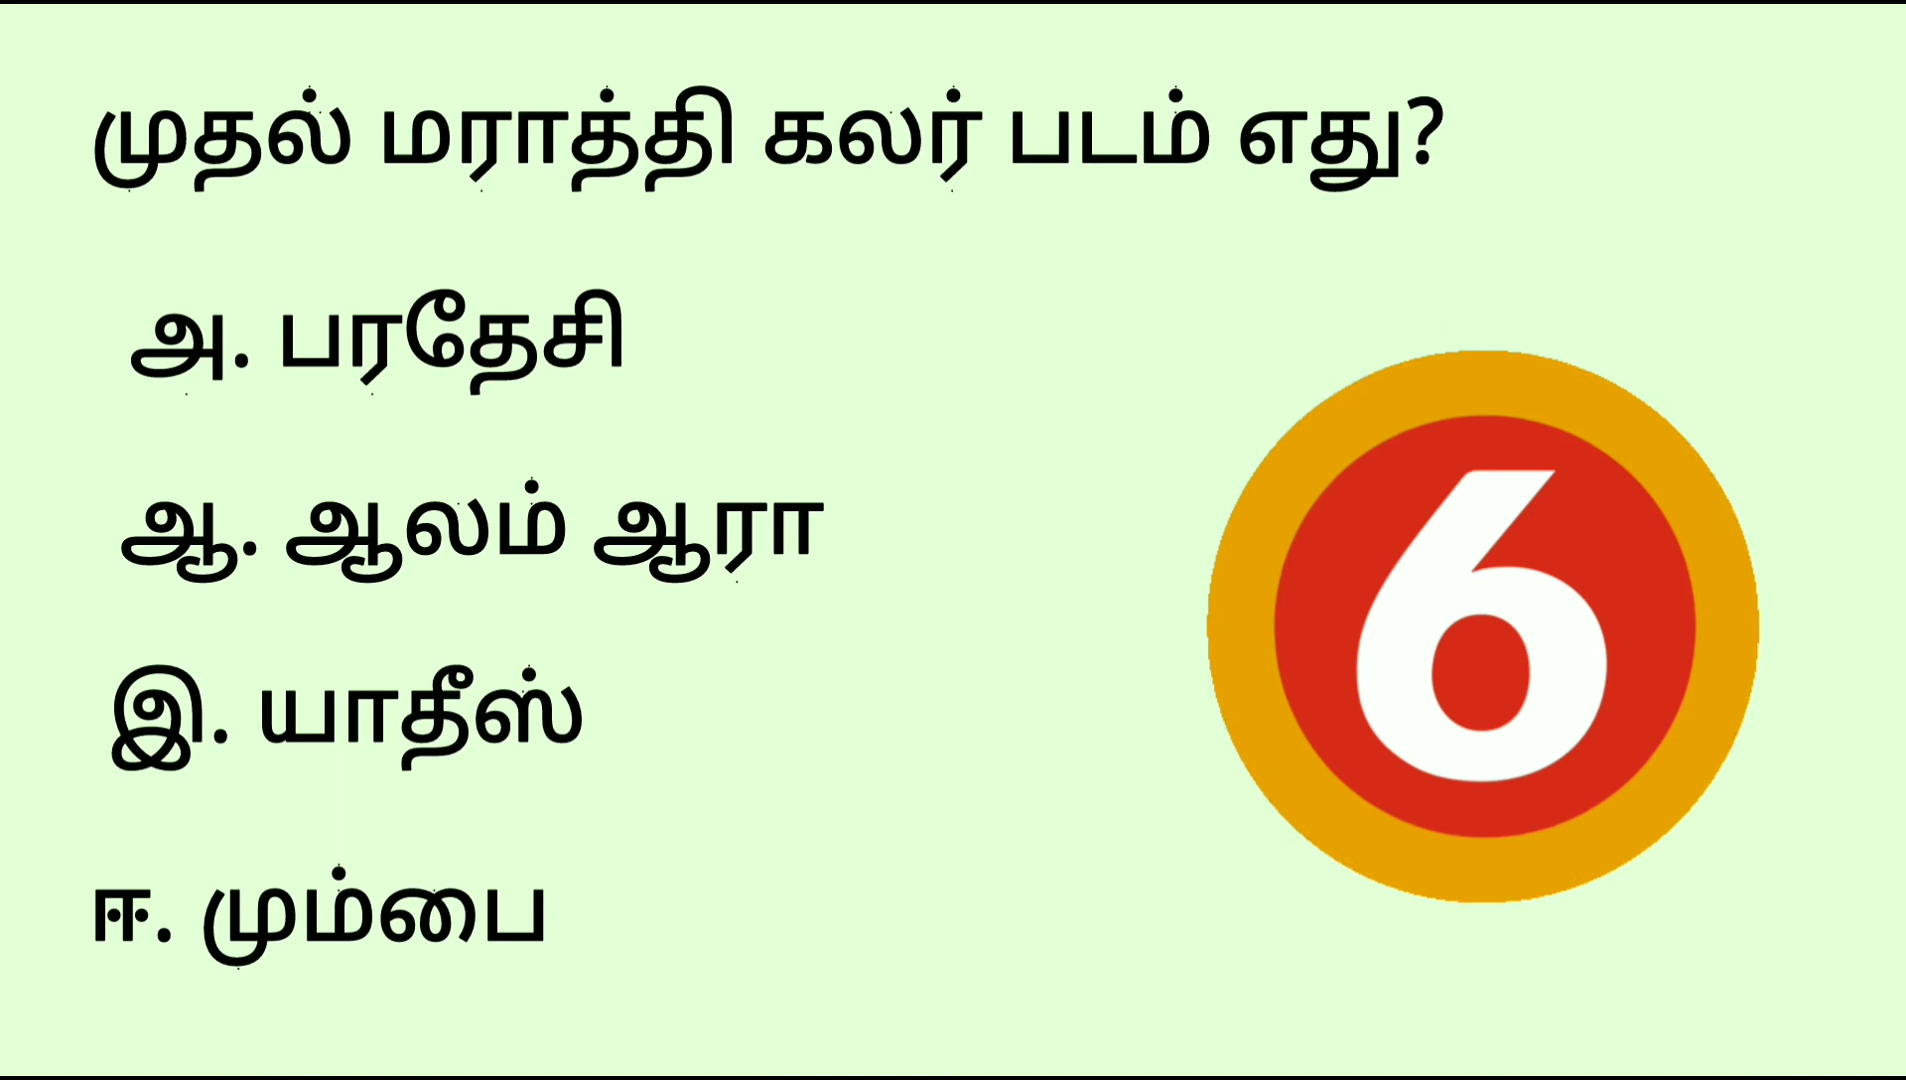 முதல் மராத்தி கலர் படம் எது?
அ. பரதேசி
ஆ. ஆலம் ஆரா
6
இ. யாதீஸ்
ஈ. மும்பை